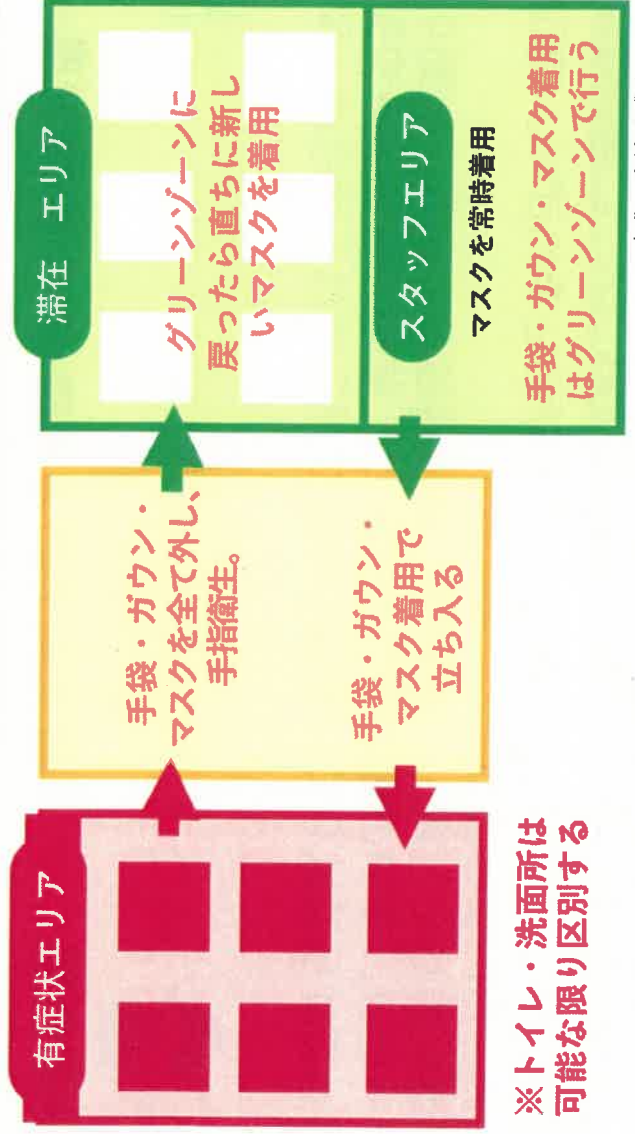 有症状エリア
手袋・ガウン・
マスクを全て外し、
手指衛生。
手袋・ガウン・
マスク着用で
立ち入る
滞在 エリア
グリーンゾーンに
戻ったら直ちに新し
いマスクを着用
スタッフエリア
マスクを常時着用
手袋・ガウン・マスク着用
はグリーンゾーンで行う
※トイレ・洗面所は
可能な限り区別する